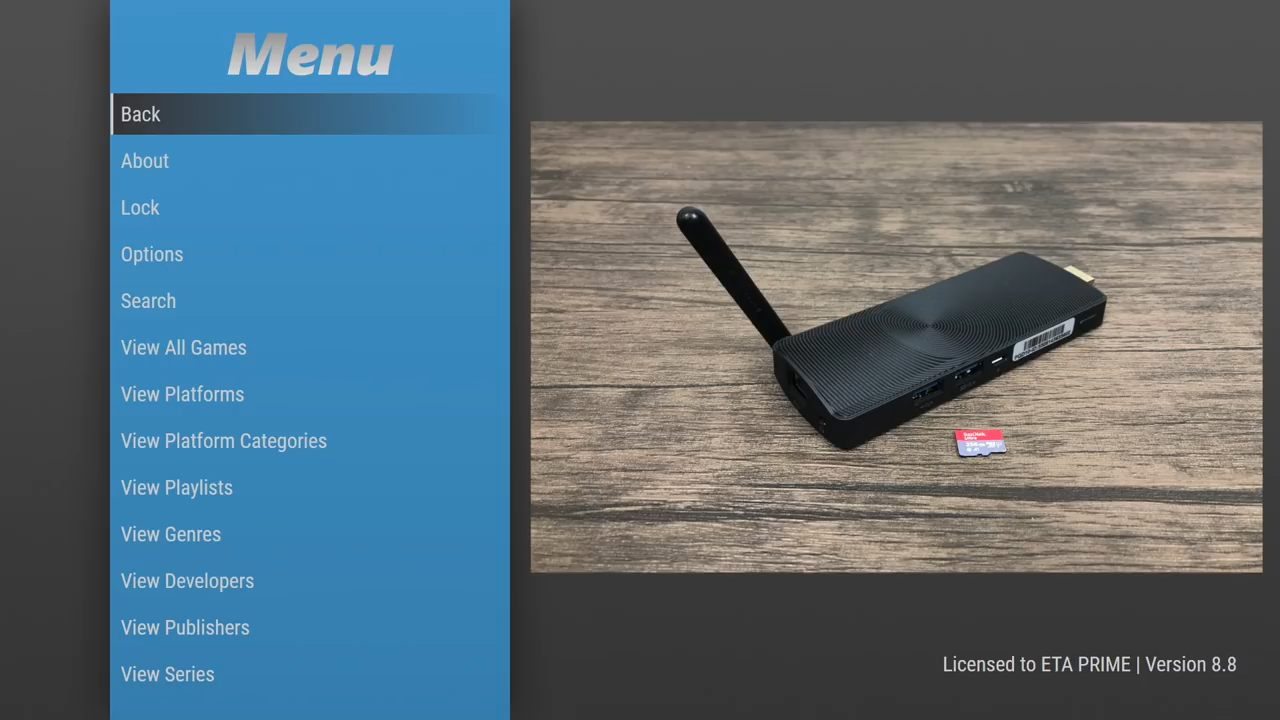 Menu
Back
About
Lock
Options
Search
View All Games
View Platforms
View Platform Categories
View Playlists
View Genres
View Developers
View Publishers
View Series
Licensed to ETA PRIME | Version 8.8